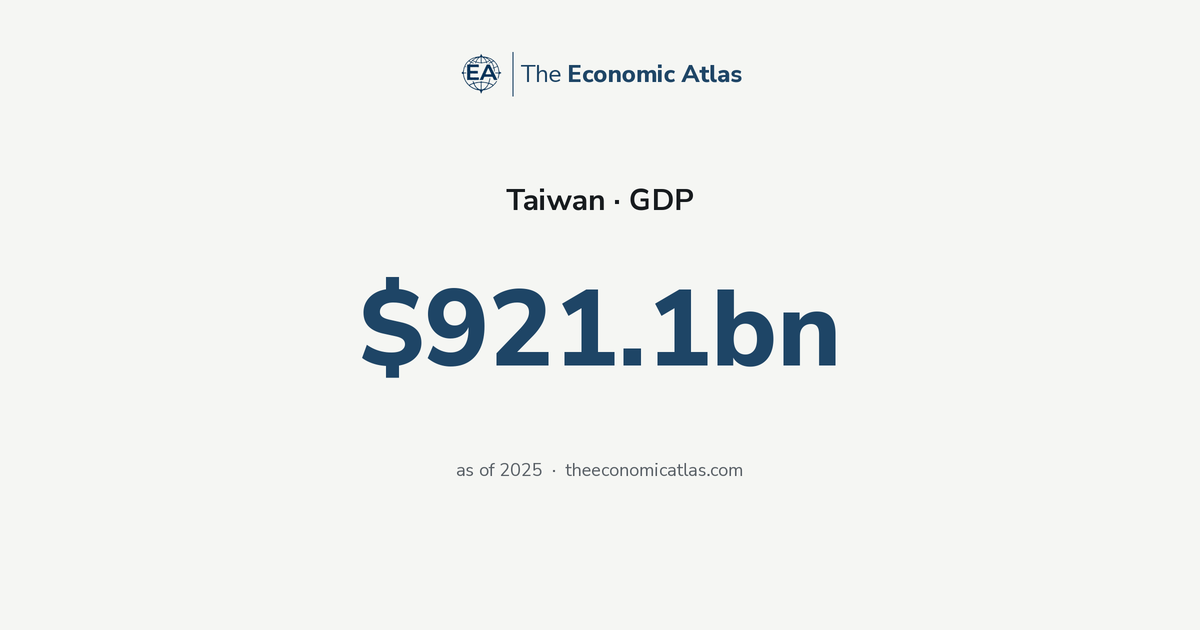 EA The Economic Atlas
Taiwan · GDP
$921.1bn
as of 2025 · theeconomicatlas.com